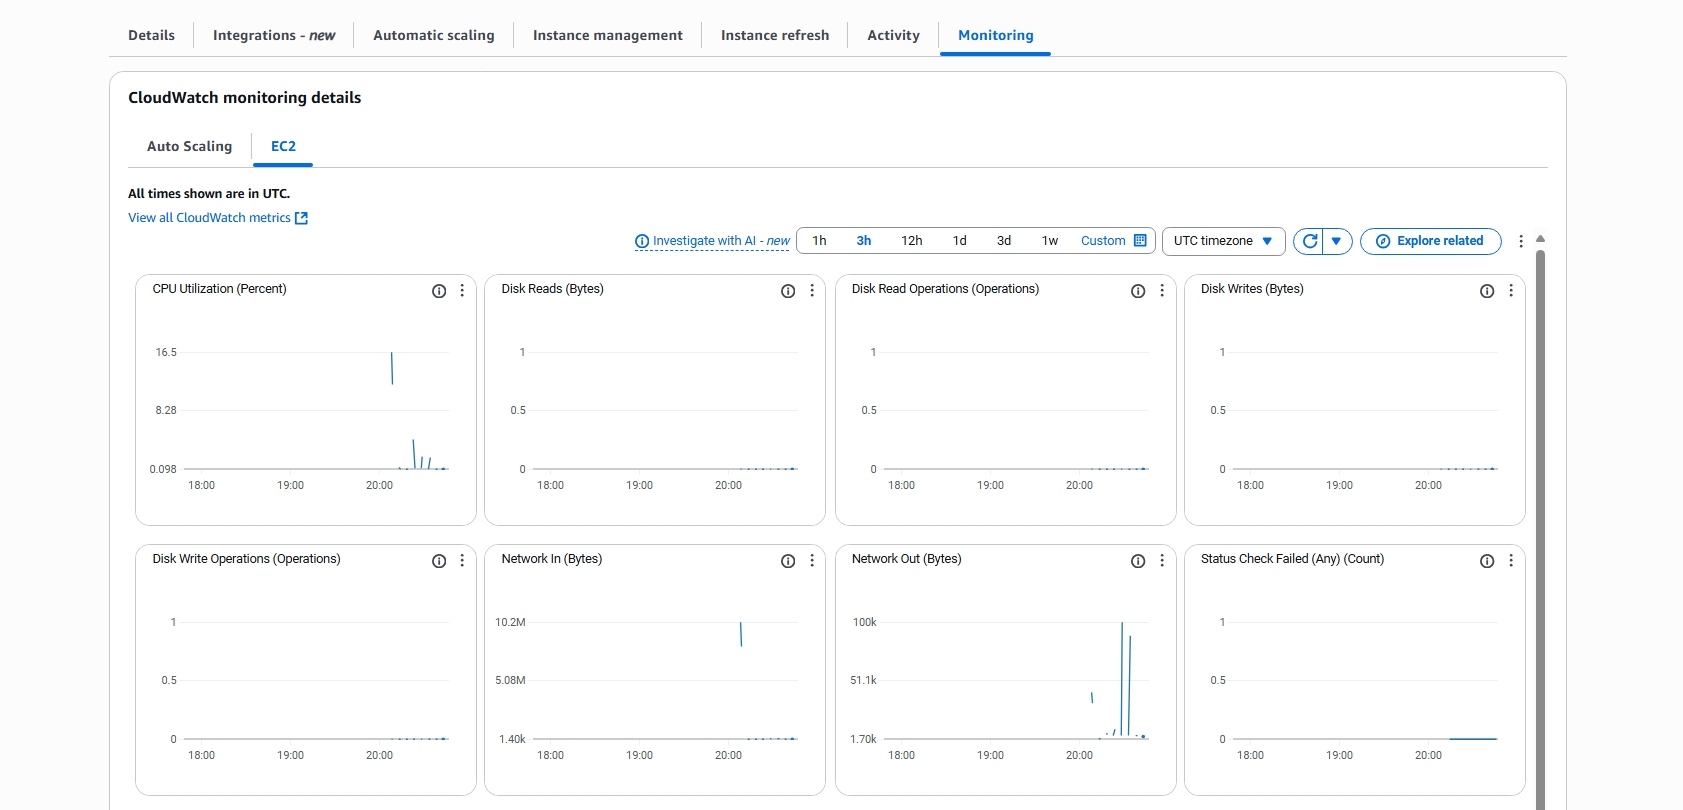 Details
Integrations - new
Automatic scaling
Instance management
Instance refresh
Activity
Monitoring
CloudWatch monitoring details
Auto Scaling
EC2
All times shown are in UTC.
View all CloudWatch metrics
Investigate with AI - new
1h
3h
12h
1d
3d
1w
Custom
UTC timezone
Explore related
CPU Utilization (Percent)
16.5
8.28
0.098
18:00
19:00
20:00
Disk Reads (Bytes)
1
0.5
0
18:00
19:00
20:00
Disk Read Operations (Operations)
1
0.5
0
18:00
19:00
20:00
Disk Writes (Bytes)
1
0.5
0
18:00
19:00
20:00
Disk Write Operations (Operations)
1
0.5
0
18:00
19:00
20:00
Network In (Bytes)
10.2M
5.08M
1.40k
18:00
19:00
20:00
Network Out (Bytes)
100k
51.1k
1.70k
18:00
19:00
20:00
Status Check Failed (Any) (Count)
1
0.5
0
18:00
19:00
20:00